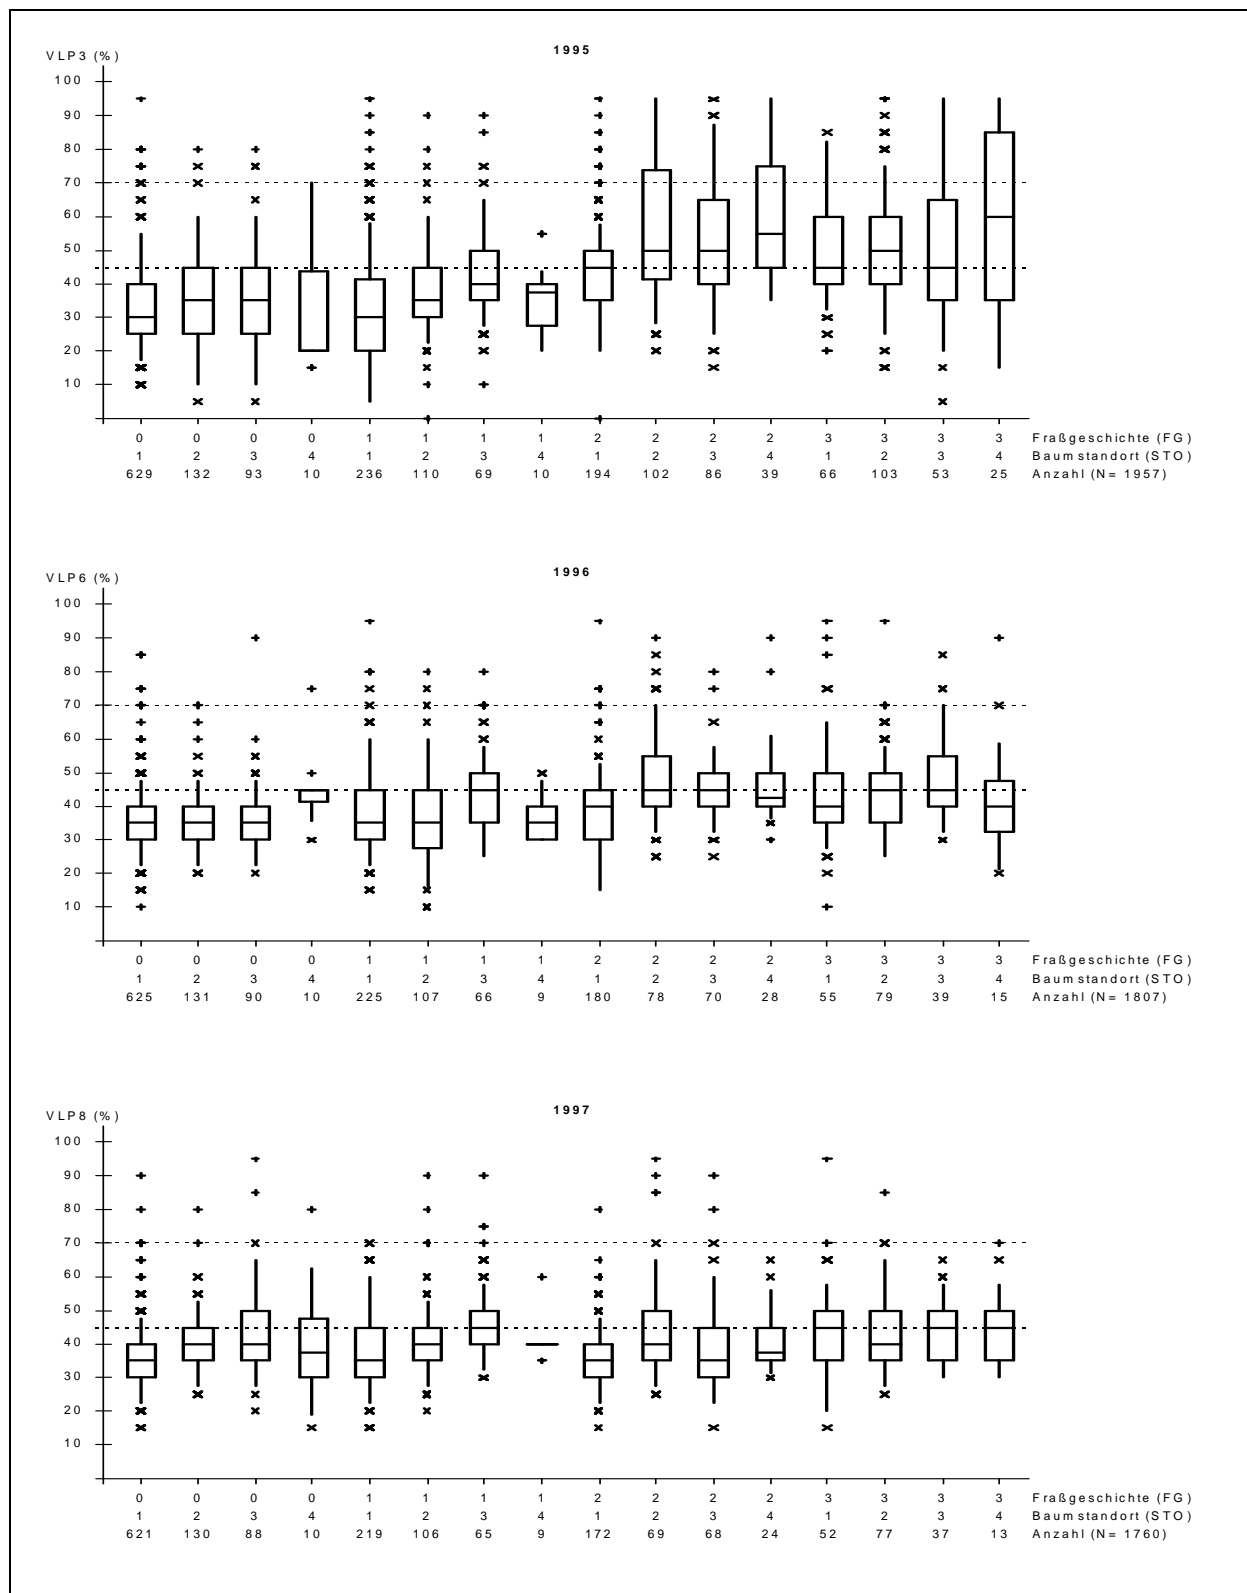 1995
VLP3 (%)
100
90
80
70
60
50
40
30
20
10
0 0 0 0 1 1 1 1 2 2 2 2 3 3 3 3 Fraßgeschichte (FG)
1 2 3 4 1 2 3 4 1 2 3 4 1 2 3 4 Baumstandort (STO)
629 132 93 10 236 110 69 10 194 102 86 39 66 103 53 25 Anzahl (N= 1957)
1996
VLP6 (%)
100
90
80
70
60
50
40
30
20
10
0 0 0 0 1 1 1 1 2 2 2 2 3 3 3 3 Fraßgeschichte (FG)
1 2 3 4 1 2 3 4 1 2 3 4 1 2 3 4 Baumstandort (STO)
625 131 90 10 225 107 66 9 180 78 70 28 55 79 39 15 Anzahl (N= 1807)
1997
VLP8 (%)
100
90
80
70
60
50
40
30
20
10
0 0 0 0 1 1 1 1 2 2 2 2 3 3 3 3 Fraßgeschichte (FG)
1 2 3 4 1 2 3 4 1 2 3 4 1 2 3 4 Baumstandort (STO)
621 130 88 10 219 106 65 9 172 69 68 24 52 77 37 13 Anzahl (N= 1760)